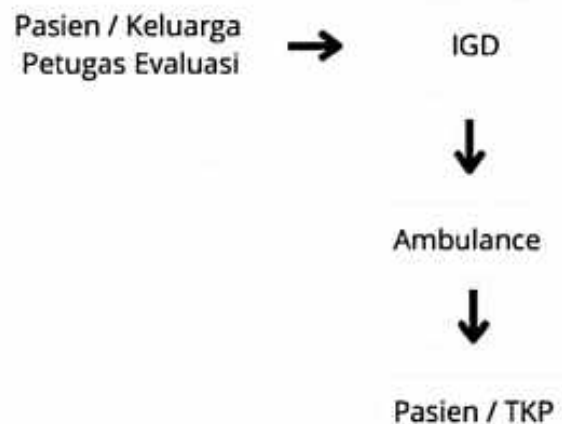 Pasien / Keluarga
Petugas Evaluasi
IGD
Ambulance
Pasien / TKP